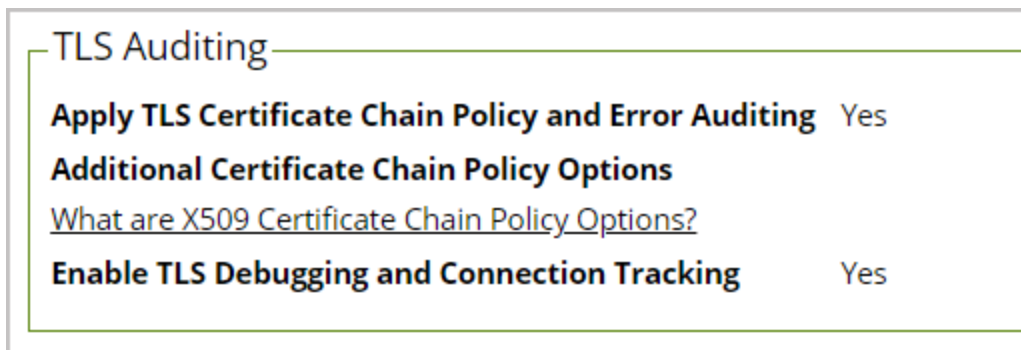 TLS Auditing
Apply TLS Certificate Chain Policy and Error Auditing Yes
Additional Certificate Chain Policy Options
What are X509 Certificate Chain Policy Options?
Enable TLS Debugging and Connection Tracking Yes